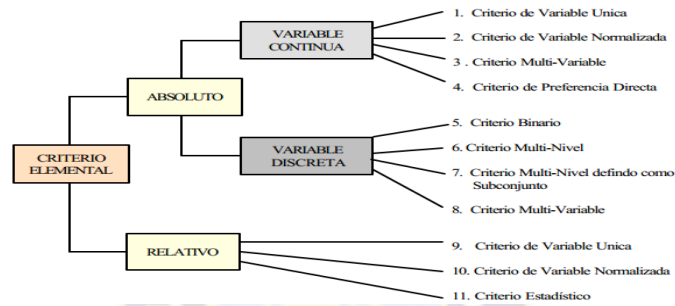 VARIABLE
CONTINUA
1. Criterio de Variable Unica
2. Criterio de Variable Normalizada
3 . Criterio Multi-Variable
4. Criterio de Preferencia Directa
ABSOLUTO
VARIABLE
DISCRETA
5. Criterio Binario
6. Criterio Multi-Nivel
7. Criterio Multi-Nivel defindo como
Subconjunto
8. Criterio Multi-Variable
CRITERIO
ELEMENTAL
RELATIVO
9. Criterio de Variable Unica
10. Criterio de Variable Normalizada
11. Criterio Estadístico